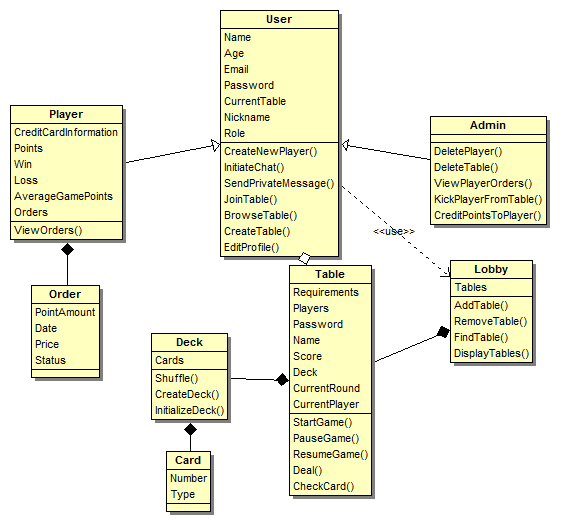 User
Name
Age
Email
Password
CurrentTable
Nickname
Role
CreateNewPlayer()
InitiateChat()
SendPrivateMessage()
JoinTable()
BrowseTable()
CreateTable()
EditProfile()
Player
CreditCardInformation
Points
Win
Loss
AverageGamePoints
Orders
ViewOrders()
Admin
DeletePlayer()
DeleteTable()
ViewPlayerOrders()
KickPlayerFromTable()
CreditPointsToPlayer()
<<use>>
Order
PointAmount
Date
Price
Status
Table
Requirements
Players
Password
Name
Score
Deck
CurrentRound
CurrentPlayer
StartGame()
PauseGame()
ResumeGame()
Deal()
CheckCard()
Lobby
Tables
AddTable()
RemoveTable()
FindTable()
DisplayTables()
Deck
Cards
Shuffle()
CreateDeck()
InitializeDeck()
Card
Number
Type